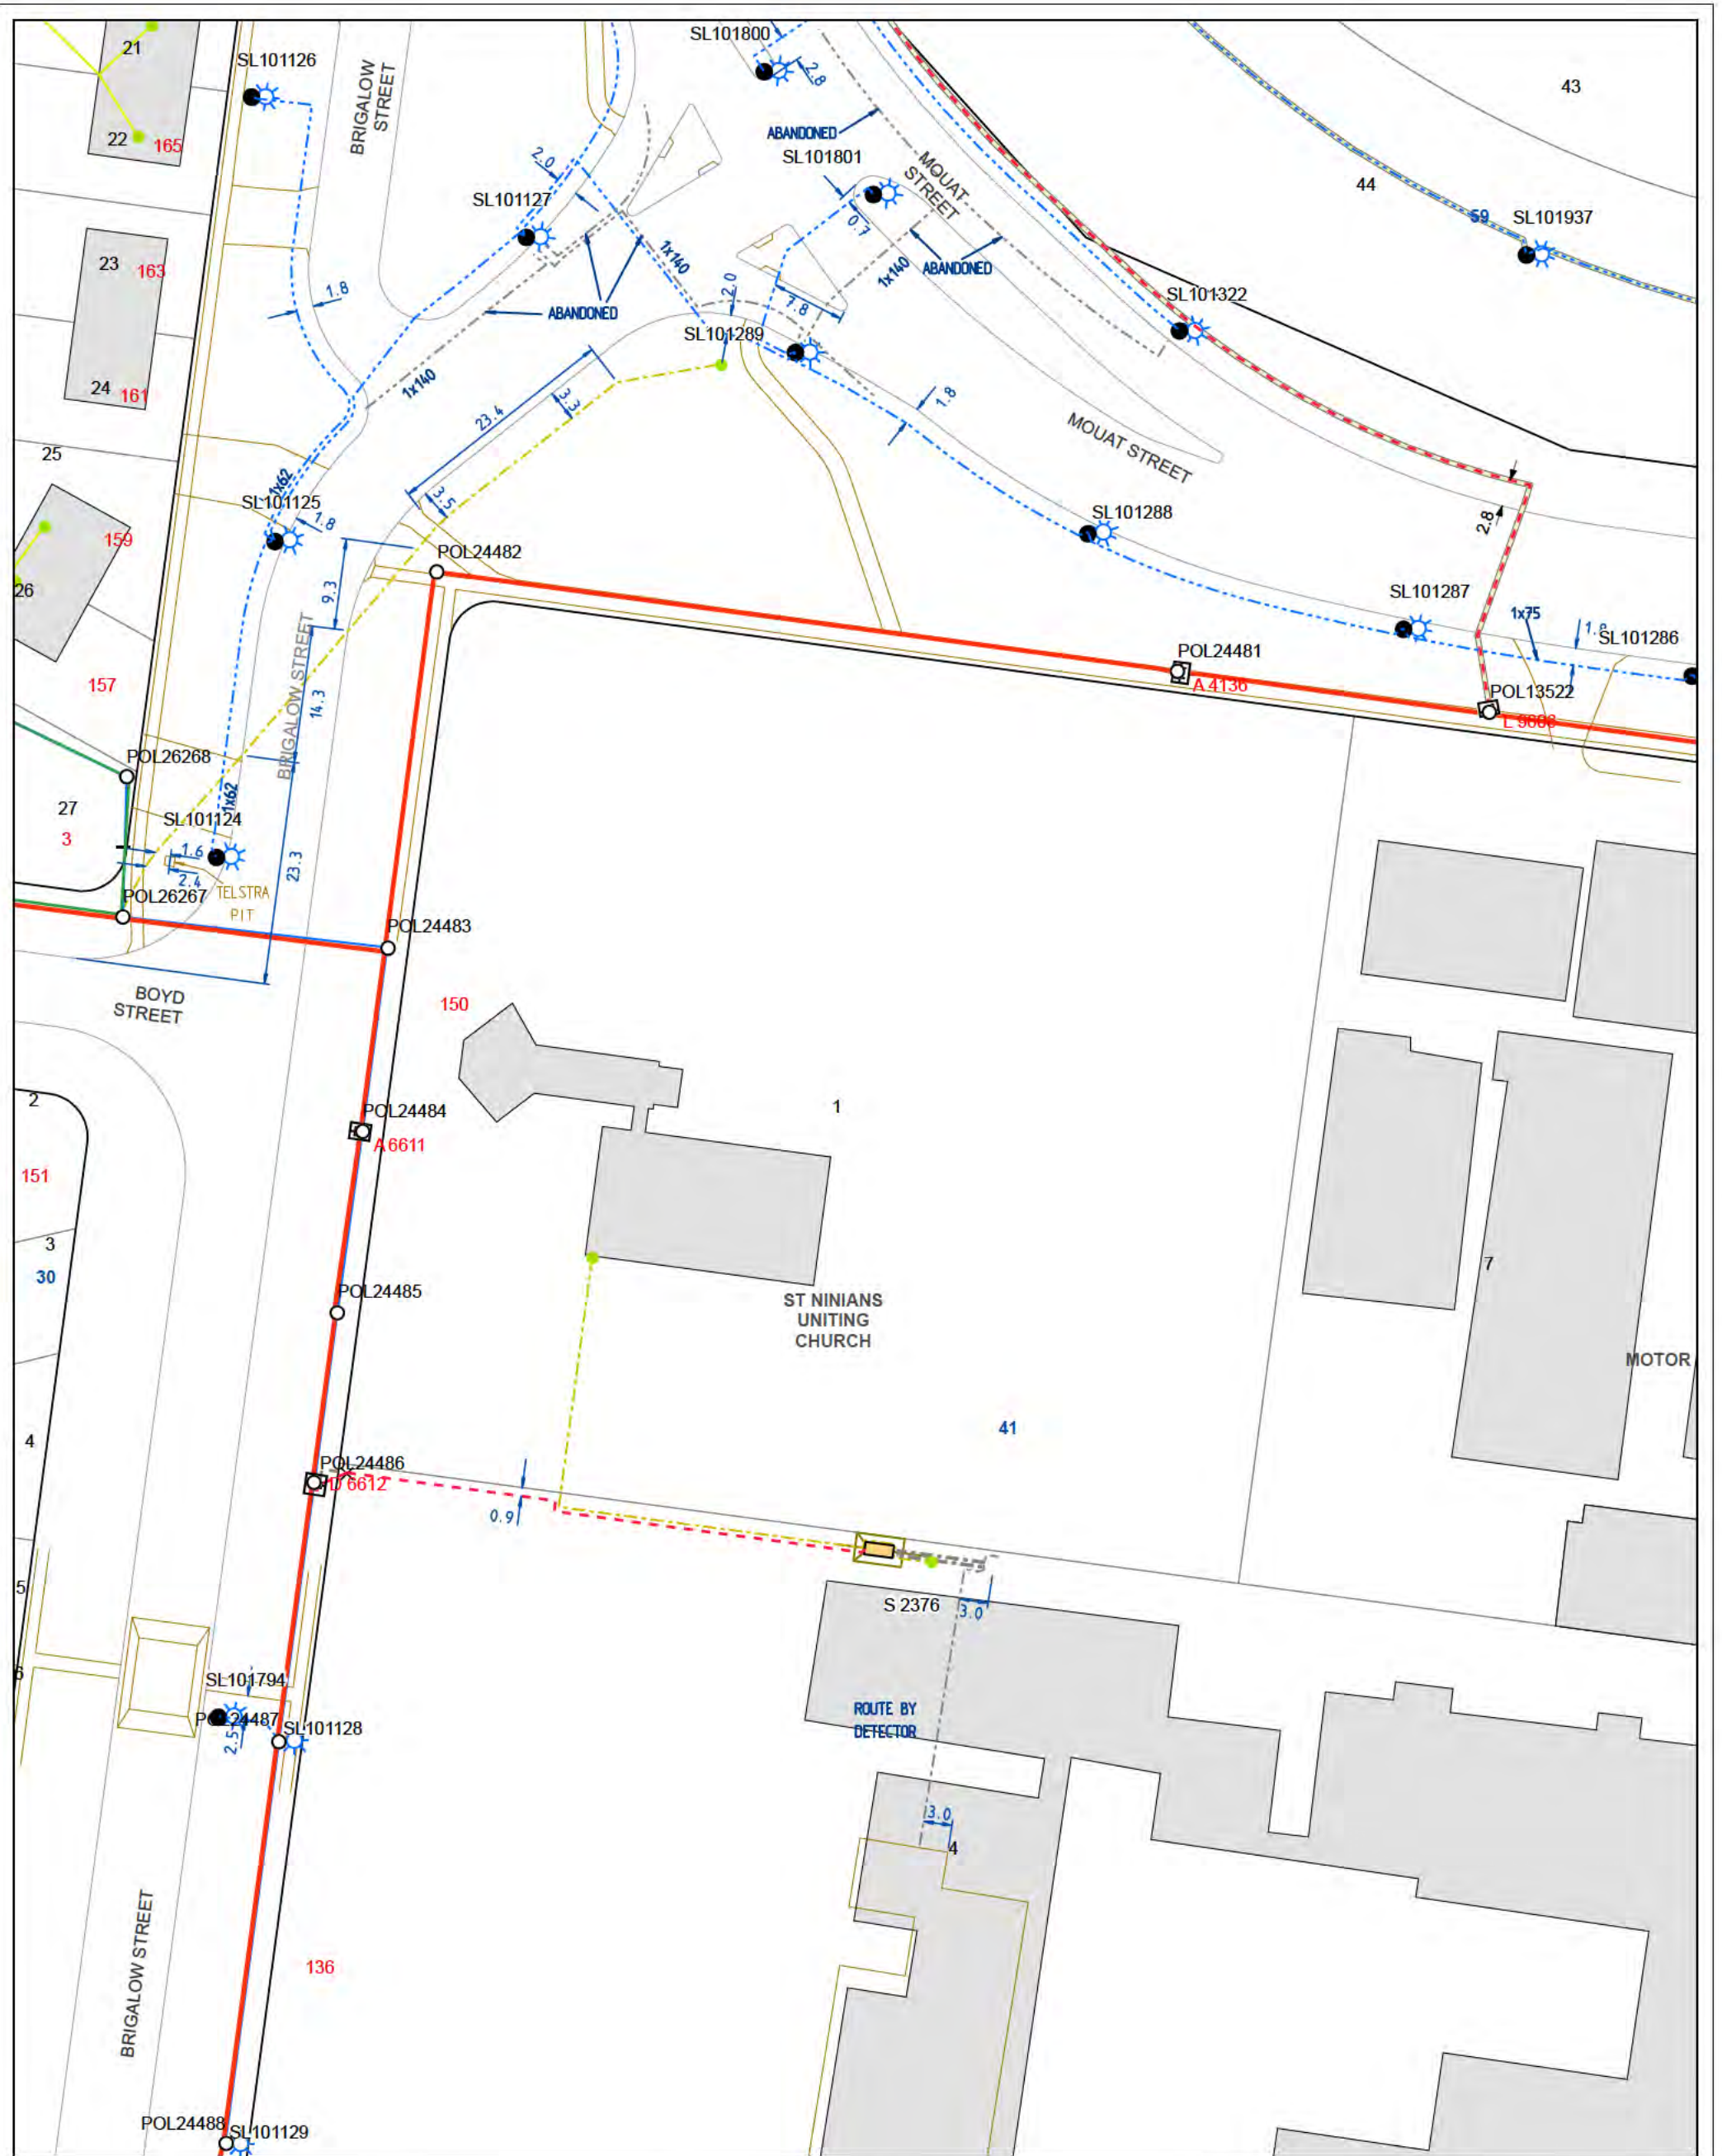 21
SL101126
BRIGALOW
STREET
SL101800
2.8
43
22
165
ABANDONED
SL101801
MOUAT
STREET
44
2.0
SL101127
59
SL101937
0.7
23
163
1x140
ABANDONED
1x140
1.8
2.0
7.8
SL101322
ABANDONED
SL101289
24
161
1x140
23.4
3.3
1.8
MOUAT STREET
25
1x62
SL101125
1.8
3.5
SL101288
2.8
159
POL24482
26
9.3
SL101287
1x75
SL101286
BRIGALOW STREET
POL24481
A 4136
157
14.3
POL13522
POL26268
27
1x62
SL101124
3
1.6
2.4
23.3
TELSTRA
PIT
POL26267
POL24483
BOYD
STREET
150
2
POL24484
1
A 6611
151
3
30
7
POL24485
ST NINIANS
UNITING
CHURCH
MOTOR
4
41
POL24486
D 6612
0.9
5
S 2376
3.0
6
SL101794
ROUTE BY
DETECTOR
POL24487
SL101128
2.5
3.0
4
BRIGALOW STREET
136
POL24488
SL101129